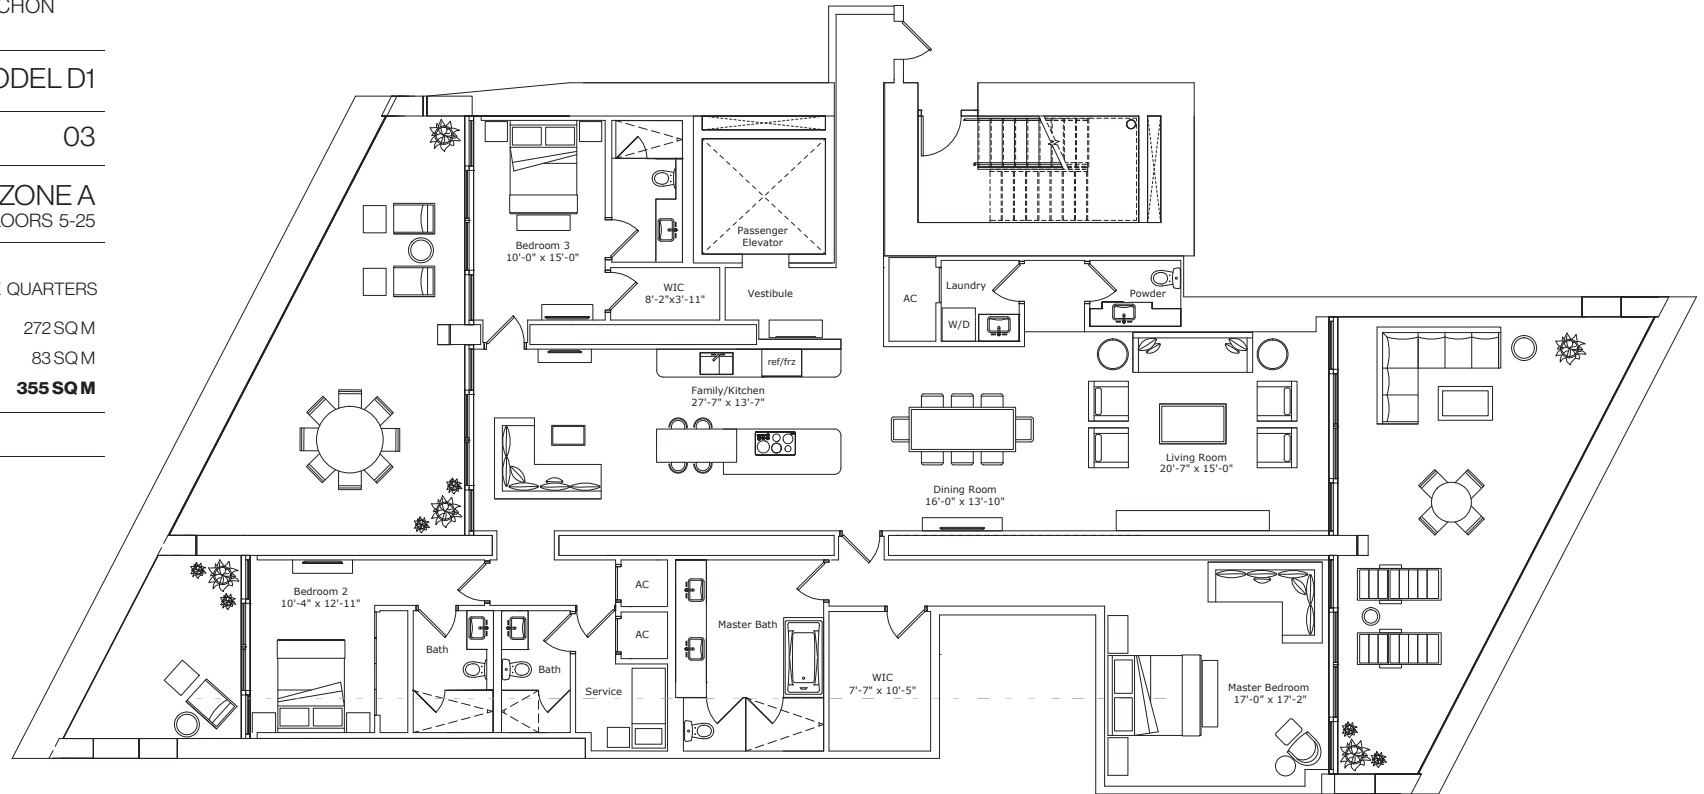 CHON
ODEL D1
03
ZONE A
OORS 5-25
QUARTERS
272 SQ M
83 SQ M
355 SQ M
Bedroom 3
10'-0" x 15'-0"
WIC
8'-2"x3'-11"
Passenger
Elevator
Vestibule
AC
Laundry
W/D
Powder
ref/frz
Family/Kitchen
27'-7" x 13'-7"
Dining Room
16'-0" x 13'-10"
Living Room
20'-7" x 15'-0"
Bedroom 2
10'-4" x 12'-11"
Bath
Bath
AC
AC
Service
Master Bath
WIC
7'-7" x 10'-5"
Master Bedroom
17'-0" x 17'-2"